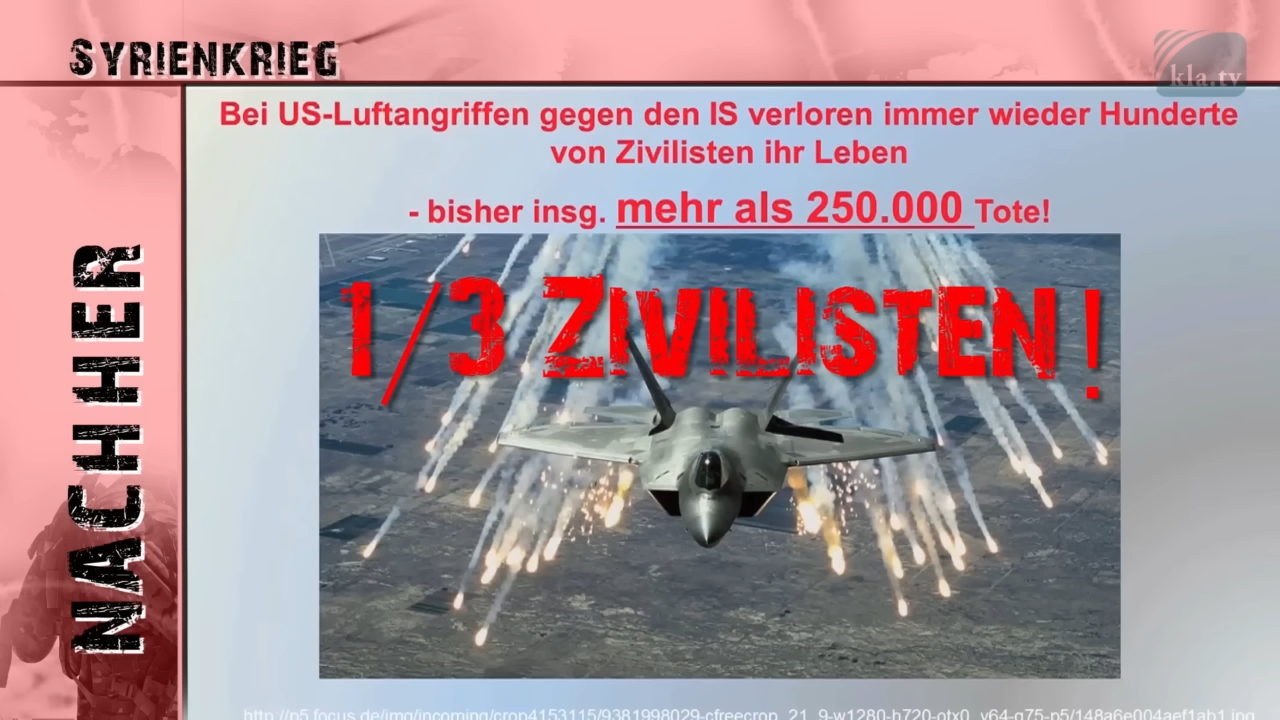 SYRIENKRIEG
kla.tv
Bei US-Luftangriffen gegen den IS verloren immer wieder Hunderte
von Zivilisten ihr Leben
- bisher insg. mehr als 250.000 Tote!
1/3 ZIVILISTEN!
NACHHER